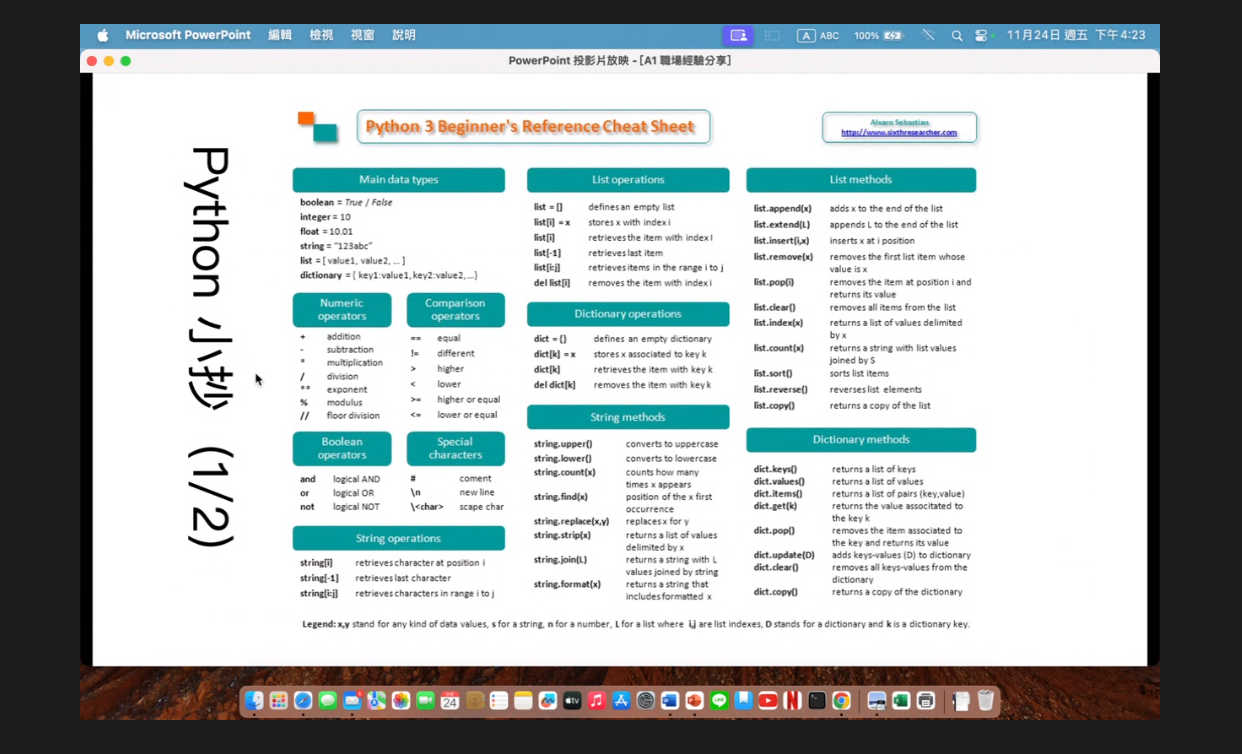 Microsoft PowerPoint 編輯 檢視 視窗 說明 A ABC 100% 11月24日 週五 下午4:23
PowerPoint 投影片放映 - [A1 職場經驗分享]
Python 小抄 (1/2)
Python 3 Beginner's Reference Cheat Sheet
Alvaro Sebastian
http://www.sixthresearcher.com
Main data types
boolean = True / False
integer = 10
float = 10.01
string = "123abc"
list = [ value1, value2, ... ]
dictionary = { key1:value1, key2:value2, ...}
Numeric
operators
+ addition
- subtraction
* multiplication
/ division
** exponent
% modulus
// floor division
Comparison
operators
== equal
!= different
> higher
< lower
>= higher or equal
<= lower or equal
Boolean
operators
and logical AND
or logical OR
not logical NOT
Special
characters
# coment
\n new line
\<char> scape char
String operations
string[i] retrieves character at position i
string[-1] retrieves last character
string[i:j] retrieves characters in range i to j
List operations
list = [] defines an empty list
list[i] = x stores x with index i
list[i] retrieves the item with index I
list[-1] retrieves last item
list[i:j] retrieves items in the range i to j
del list[i] removes the item with index i
Dictionary operations
dict = {} defines an empty dictionary
dict[k] = x stores x associated to key k
dict[k] retrieves the item with key k
del dict[k] removes the item with key k
String methods
string.upper() converts to uppercase
string.lower() converts to lowercase
string.count(x) counts how many
times x appears
string.find(x) position of the x first
occurrence
string.replace(x,y) replaces x for y
string.strip(x) returns a list of values
delimited by x
string.join(L) returns a string with L
values joined by string
string.format(x) returns a string that
includes formatted x
List methods
list.append(x) adds x to the end of the list
list.extend(L) appends L to the end of the list
list.insert(i,x) inserts x at i position
list.remove(x) removes the first list item whose
value is x
list.pop(i) removes the item at position i and
returns its value
list.clear() removes all items from the list
list.index(x) returns a list of values delimited
by x
list.count(x) returns a string with list values
joined by S
list.sort() sorts list items
list.reverse() reverses list elements
list.copy() returns a copy of the list
Dictionary methods
dict.keys() returns a list of keys
dict.values() returns a list of values
dict.items() returns a list of pairs (key,value)
dict.get(k) returns the value associtated to
the key k
dict.pop() removes the item associated to
the key and returns its value
dict.update(D) adds keys-values (D) to dictionary
dict.clear() removes all keys-values from the
dictionary
dict.copy() returns a copy of the dictionary
Legend: x,y stand for any kind of data values, s for a string, n for a number, L for a list where i,j are list indexes, D stands for a dictionary and k is a dictionary key.
24 tv